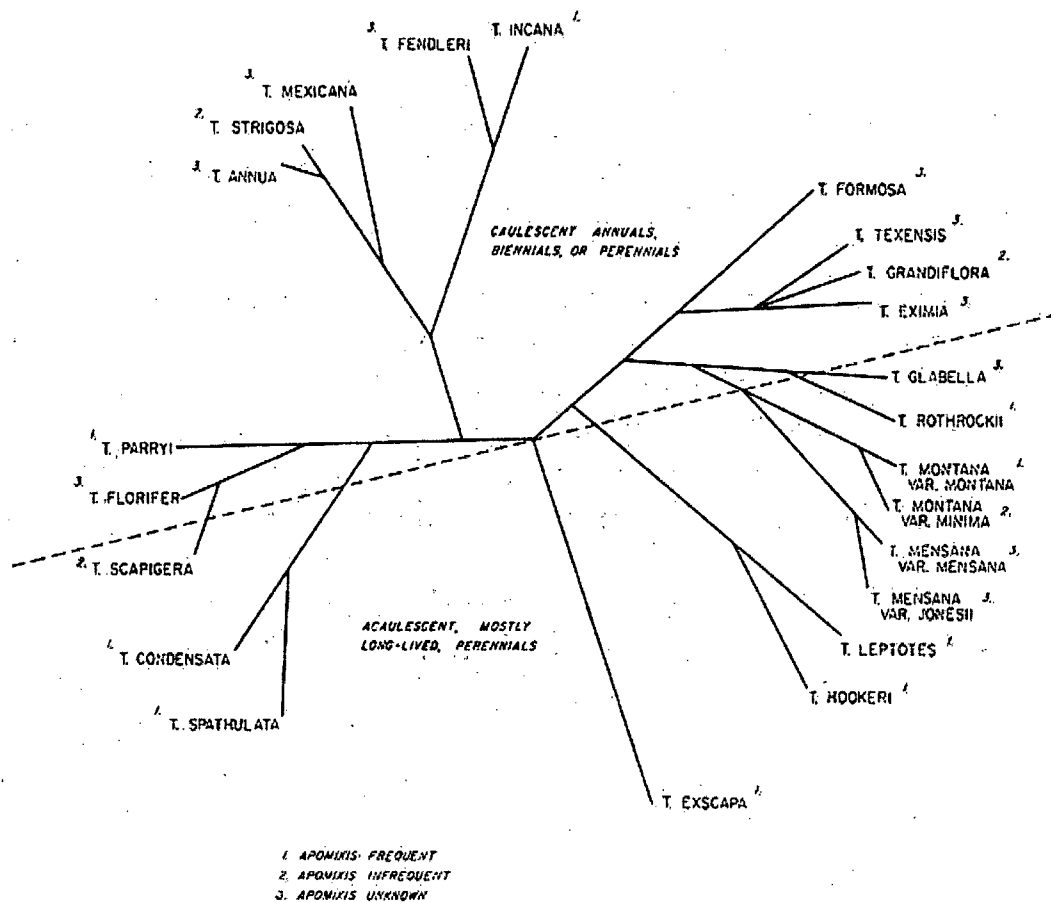 3. T. FENDLERI
T. INCANA 1.
3. T. MEXICANA
2. T. STRIGOSA
3. T. ANNUA
T. FORMOSA 3.
T. TEXENSIS 3.
T. GRANDIFLORA 2.
T. EXIMIA 3.
CAULESCENT ANNUALS,
BIENNIALS, OR PERENNIALS
T. GLABELLA 3.
T. ROTHROCKII 1.
1. T. PARRYI
T. MONTANA 1.
VAR. MONTANA
3. T. FLORIFER
T. MONTANA
VAR. MINIMA 2.
T. MENSANA 3.
VAR. MENSANA
2. T. SCAPIGERA
T. MENSANA 3.
VAR. JONESII
ACAULESCENT, MOSTLY
LONG-LIVED, PERENNIALS
T. LEPTOTES 1.
1. T. CONDENSATA
T. HOOKERI 1.
1. T. SPATHULATA
T. EXSCAPA 1.
1. APOMIXIS FREQUENT
2. APOMIXIS INFREQUENT
3. APOMIXIS UNKNOWN